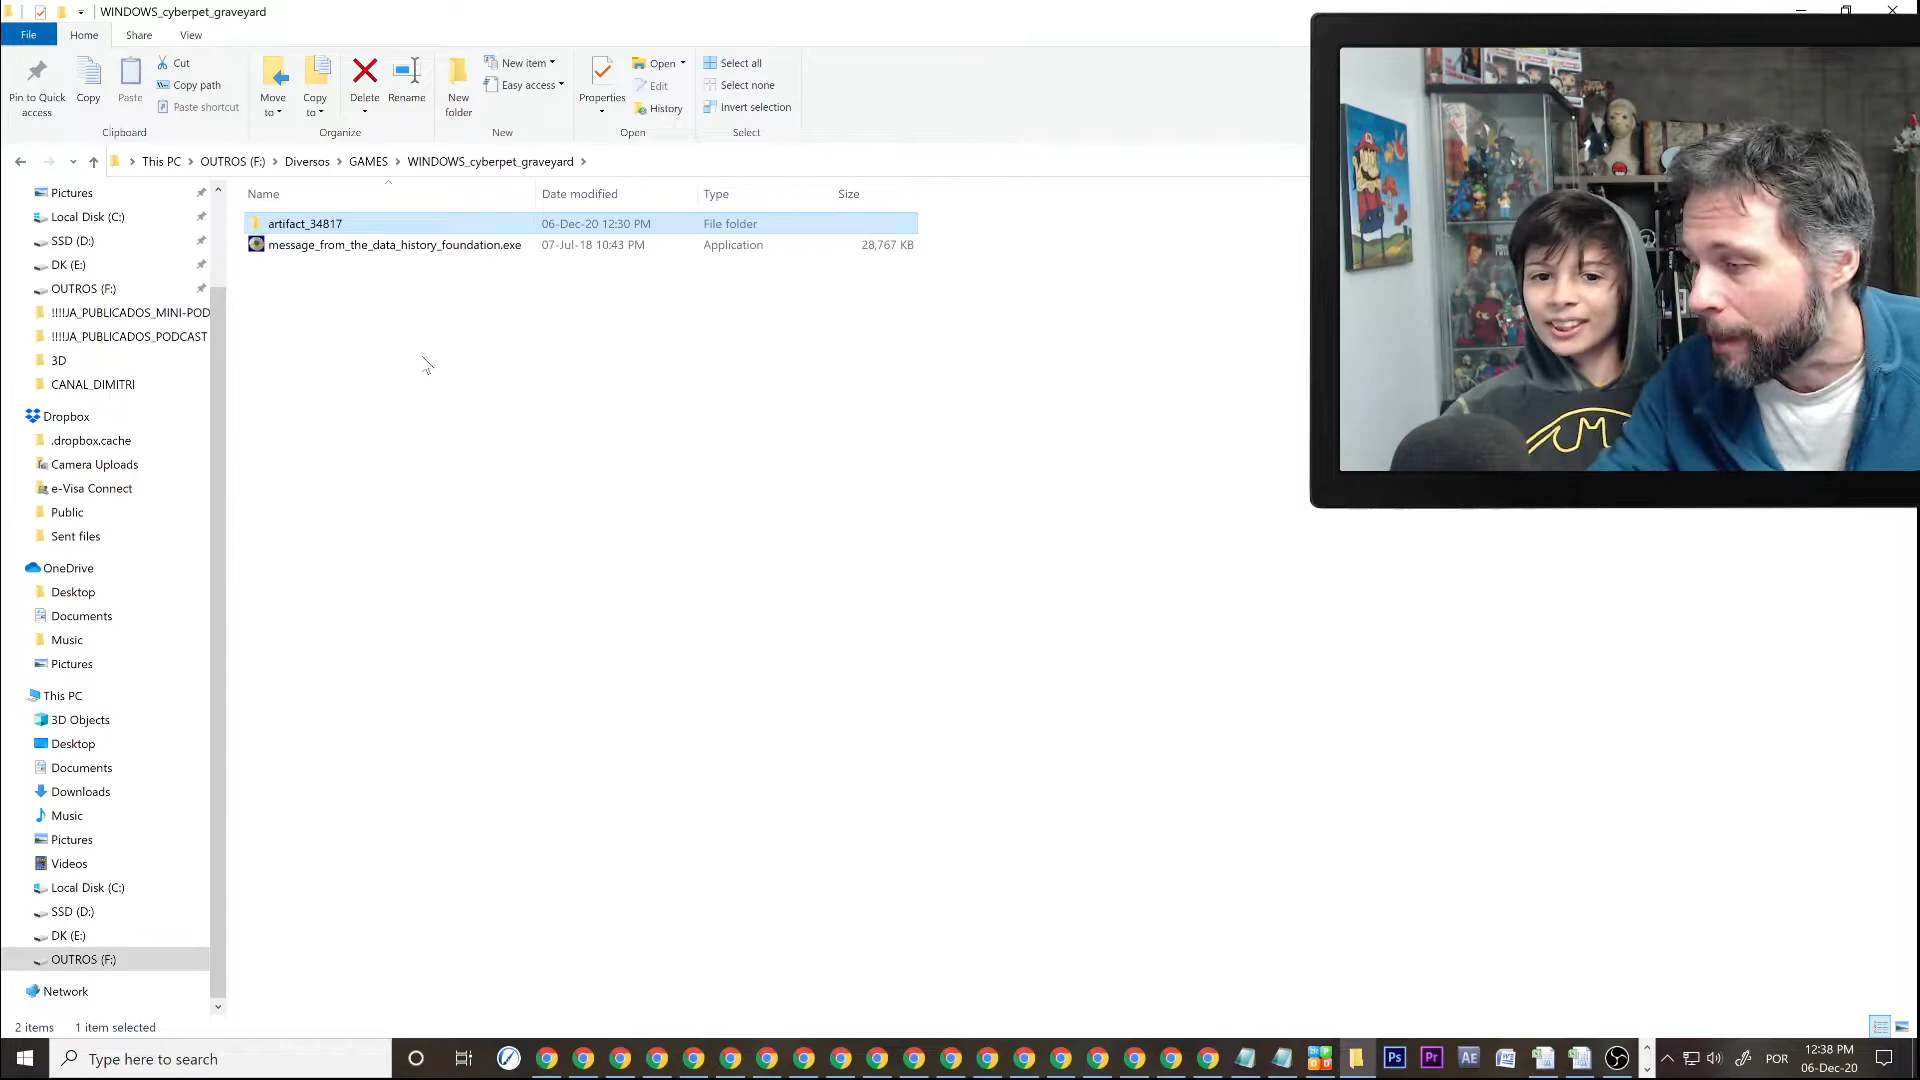 WINDOWS_cyberpet_graveyard
File Home Share View
Pin to Quick access
Copy
Paste
Cut
Copy path
Paste shortcut
Clipboard
Move to
Copy to
Delete
Rename
Organize
New folder
New item
Easy access
New
Properties
Open
Edit
History
Open
Select all
Select none
Invert selection
Select
This PC > OUTROS (F:) > Diversos > GAMES > WINDOWS_cyberpet_graveyard >
Name Date modified Type Size
artifact_34817 06-Dec-20 12:30 PM File folder
message_from_the_data_history_foundation.exe 07-Jul-18 10:43 PM Application 28,767 KB
Pictures
Local Disk (C:)
SSD (D:)
DK (E:)
OUTROS (F:)
!!!!JA_PUBLICADOS_MINI-POD
!!!!JA_PUBLICADOS_PODCAST
3D
CANAL_DIMITRI
Dropbox
.dropbox.cache
Camera Uploads
e-Visa Connect
Public
Sent files
OneDrive
Desktop
Documents
Music
Pictures
This PC
3D Objects
Desktop
Documents
Downloads
Music
Pictures
Videos
Local Disk (C:)
SSD (D:)
DK (E:)
OUTROS (F:)
Network
2 items 1 item selected
Type here to search
Ps Pr AE
POR
12:38 PM
06-Dec-20